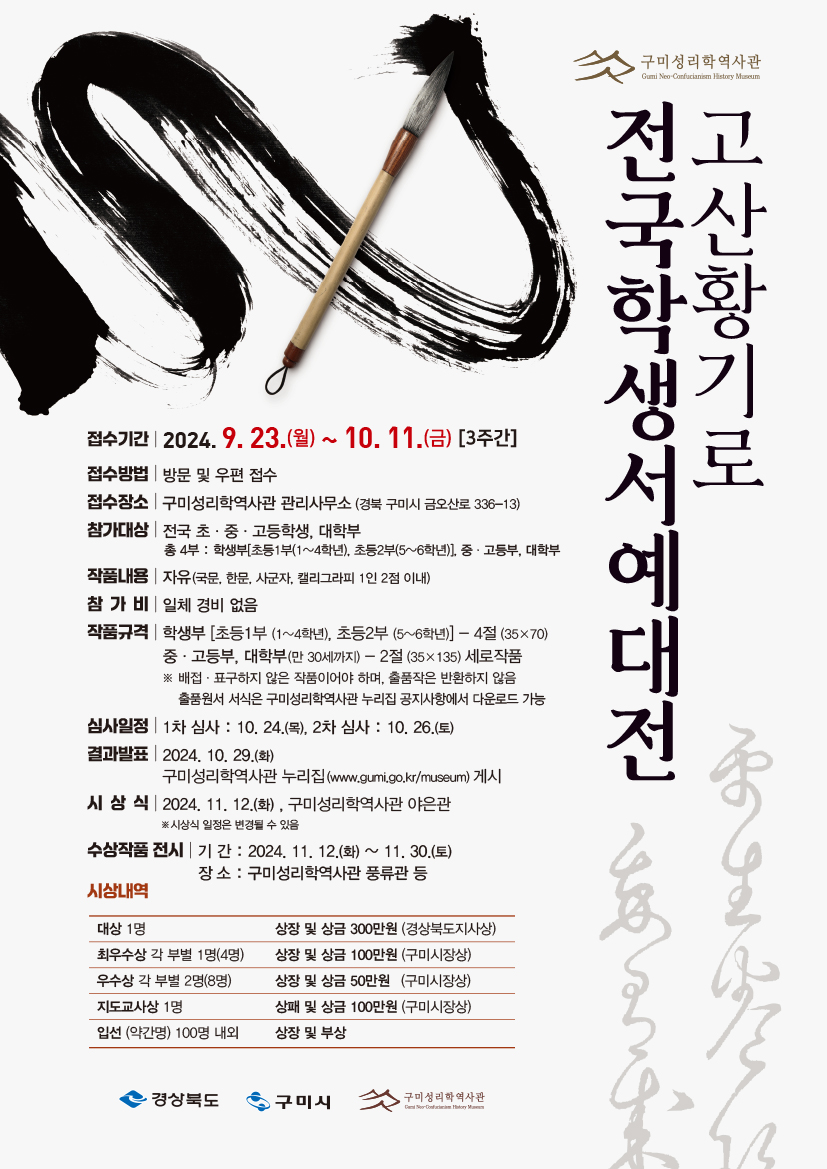 구미성리학역사관
Gumi Neo-Confucianism History Museum
고산황기로
전국학생서예대전
접수기간 2024. 9. 23.(월) ~ 10. 11.(금) [3주간]
접수방법 방문 및 우편 접수
접수장소 구미성리학역사관 관리사무소 (경북 구미시 금오산로 336-13)
참가대상 전국 초·중·고등학생, 대학부
총 4부 : 학생부[초등1부(1~4학년), 초등2부(5~6학년)], 중·고등부, 대학부
작품내용 자유(국문, 한문, 사군자, 캘리그라피 1인 2점 이내)
참 가 비 일체 경비 없음
작품규격 학생부 [초등1부 (1~4학년), 초등2부 (5~6학년)] - 4절 (35×70)
중·고등부, 대학부(만 30세까지) - 2절 (35×135) 세로작품
※ 배접·표구하지 않은 작품이어야 하며, 출품작은 반환하지 않음
출품원서 서식은 구미성리학역사관 누리집 공지사항에서 다운로드 가능
심사일정 1차 심사 : 10. 24.(목), 2차 심사 : 10. 26.(토)
결과발표 2024. 10. 29.(화)
구미성리학역사관 누리집(www.gumi.go.kr/museum) 게시
시 상 식 2024. 11. 12.(화) , 구미성리학역사관 야은관
※시상식 일정은 변경될 수 있음
수상작품 전시 기 간 : 2024. 11. 12.(화) ~ 11. 30.(토)
장 소 : 구미성리학역사관 풍류관 등
시상내역
대상 1명 상장 및 상금 300만원 (경상북도지사상)
최우수상 각 부별 1명(4명) 상장 및 상금 100만원 (구미시장상)
우수상 각 부별 2명(8명) 상장 및 상금 50만원 (구미시장상)
지도교사상 1명 상패 및 상금 100만원 (구미시장상)
입선 (약간명) 100명 내외 상장 및 부상
경상북도 구미시 구미성리학역사관
Gumi Neo-Confucianism History Museum